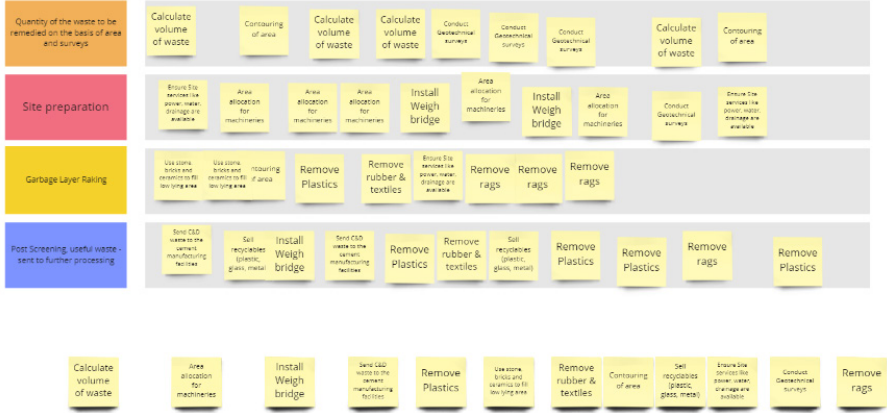 Quantity of the waste to be
remedied on the basis of area
and surveys
Calculate
volume
of waste
Contouring
of area
Calculate
volume
of waste
Calculate
volume
of waste
Conduct
Geotechnical
surveys
Conduct
Geotechnical
surveys
Conduct
Geotechnical
surveys
Calculate
volume
of waste
Contouring
of area
Site preparation
Ensure Site
services like
power, water,
drainage are
available
Area
allocation
for
machineries
Area
allocation
for
machineries
Area
allocation
for
machineries
Install
Weigh
bridge
Area
allocation
for
machineries
Install
Weigh
bridge
Area
allocation
for
machineries
Conduct
Geotechnical
surveys
Ensure Site
services like
power, water,
drainage are
available
Garbage Layer Raking
Use stone,
bricks and
ceramics to fill
low lying area
Use stone,
bricks and
ceramics to fill
low lying area
ntouring
of area
Remove
Plastics
Remove
rubber &
textiles
Ensure Site
services like
power, water,
drainage are
available
Remove
rags
Remove
rags
Remove
rags
Post Screening, useful waste -
sent to further processing
Send C&D
waste to the
cement
manufacturing
facilities
Sell
recyclables
(plastic,
glass, metal
Install
Weigh
bridge
Send C&D
waste to the
cement
manufacturing
facilities
Remove
Plastics
Remove
rubber &
textiles
Sell
recyclables
(plastic,
glass, metal)
Remove
Plastics
Remove
Plastics
Remove
rags
Remove
Plastics
Calculate
volume
of waste
Area
allocation
for
machineries
Install
Weigh
bridge
Send C&D
waste to the
cement
manufacturing
facilities
Remove
Plastics
Use stone,
bricks and
ceramics to fill
low lying area
Remove
rubber &
textiles
Contouring
of area
Sell
recyclables
(plastic,
glass, metal)
Ensure Site
services like
power, water,
drainage are
available
Conduct
Geotechnical
surveys
Remove
rags